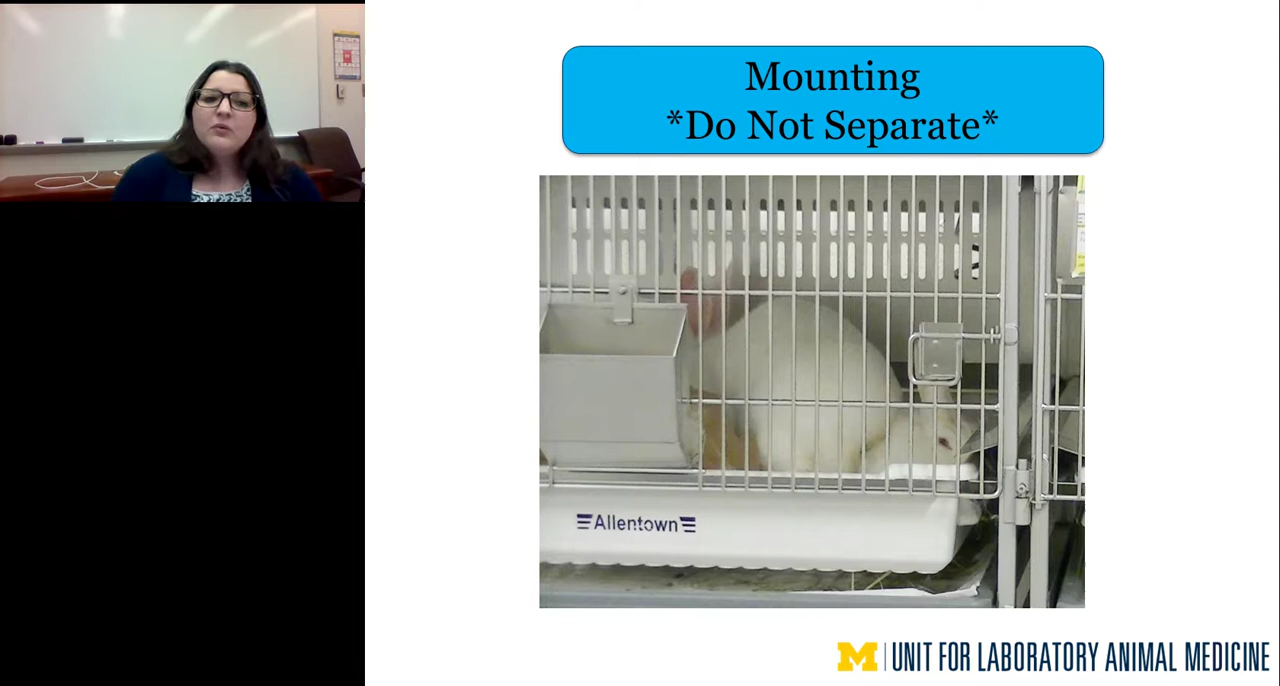 Mounting
*Do Not Separate*
Allentown
M UNIT FOR LABORATORY ANIMAL MEDICINE